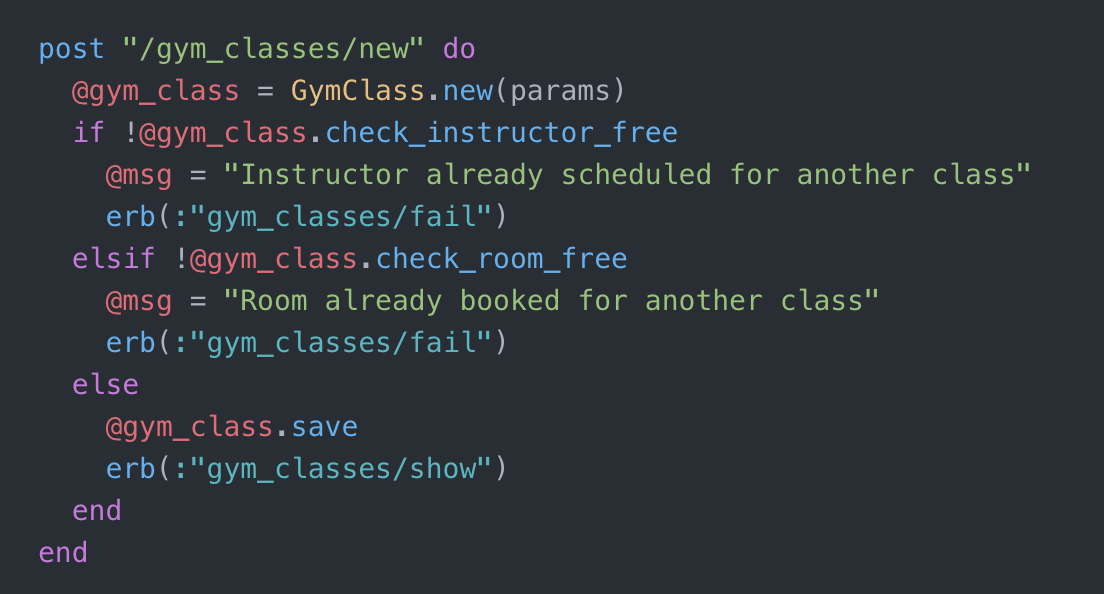 post "/gym_classes/new" do
  @gym_class = GymClass.new(params)
  if !@gym_class.check_instructor_free
    @msg = "Instructor already scheduled for another class"
    erb(:"gym_classes/fail")
  elsif !@gym_class.check_room_free
    @msg = "Room already booked for another class"
    erb(:"gym_classes/fail")
  else
    @gym_class.save
    erb(:"gym_classes/show")
  end
end